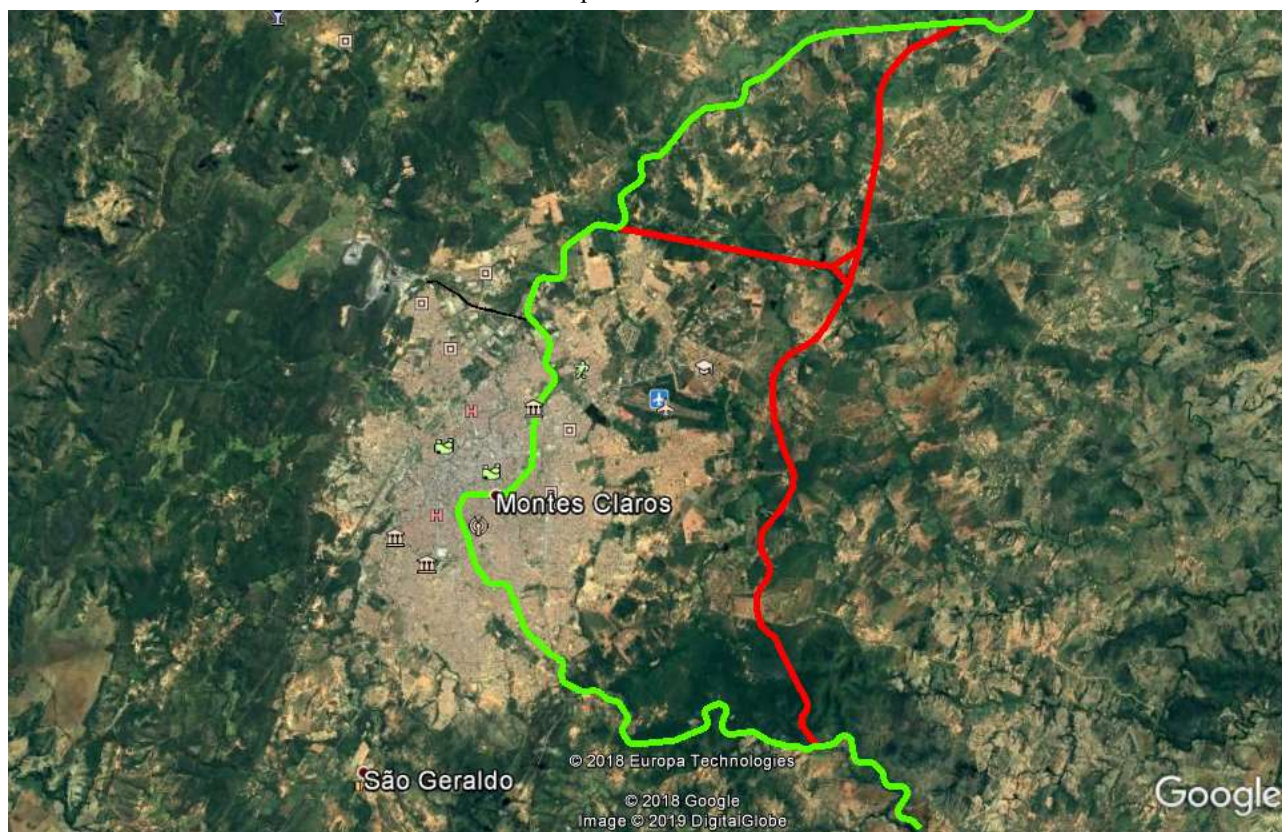 H
Montes Claros
H
© 2018 Europa Technologies
São Geraldo
© 2018 Google
Image © 2019 DigitalGlobe
Google